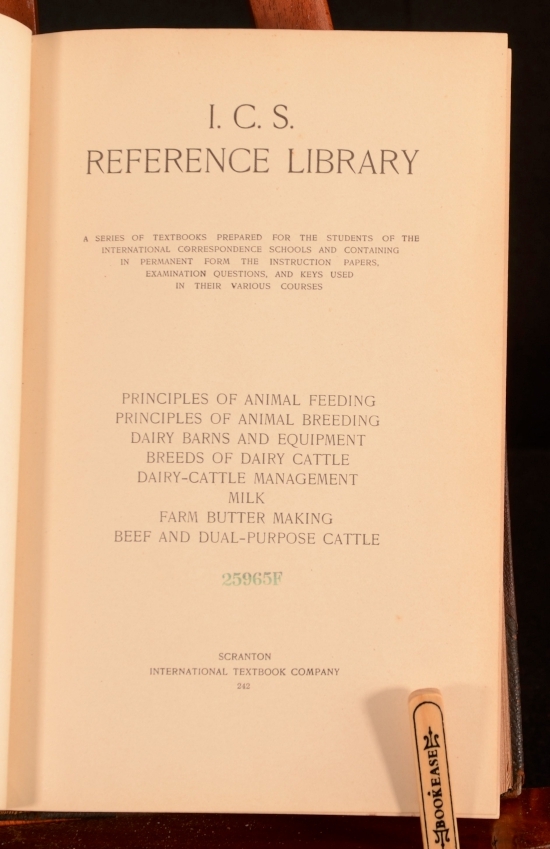 I. C. S.
REFERENCE LIBRARY
A SERIES OF TEXTBOOKS PREPARED FOR THE STUDENTS OF THE
INTERNATIONAL CORRESPONDENCE SCHOOLS AND CONTAINING
IN PERMANENT FORM THE INSTRUCTION PAPERS,
EXAMINATION QUESTIONS, AND KEYS USED
IN THEIR VARIOUS COURSES
PRINCIPLES OF ANIMAL FEEDING
PRINCIPLES OF ANIMAL BREEDING
DAIRY BARNS AND EQUIPMENT
BREEDS OF DAIRY CATTLE
DAIRY-CATTLE MANAGEMENT
MILK
FARM BUTTER MAKING
BEEF AND DUAL-PURPOSE CATTLE
25965F
SCRANTON
INTERNATIONAL TEXTBOOK COMPANY
242
BOOKEASE